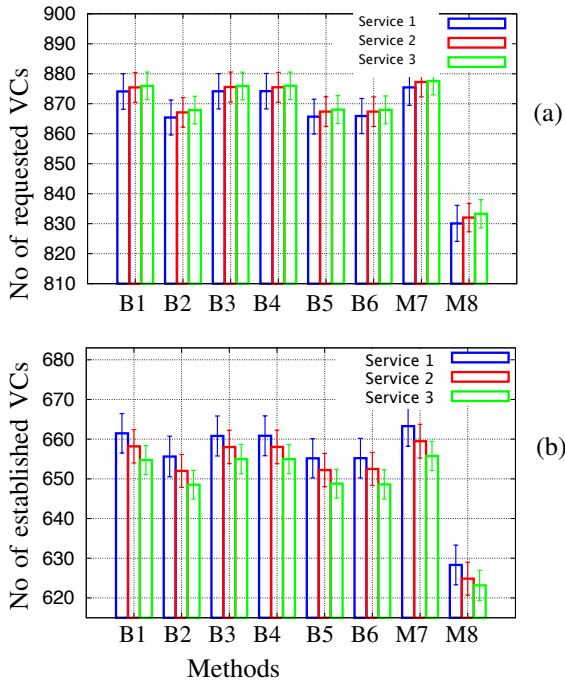 900
890
880
870
860
850
840
830
820
810
No of requested VCs
Service 1
Service 2
Service 3
(a)
B1 B2 B3 B4 B5 B6 M7 M8
680
670
660
650
640
630
620
No of established VCs
Service 1
Service 2
Service 3
(b)
B1 B2 B3 B4 B5 B6 M7 M8
Methods